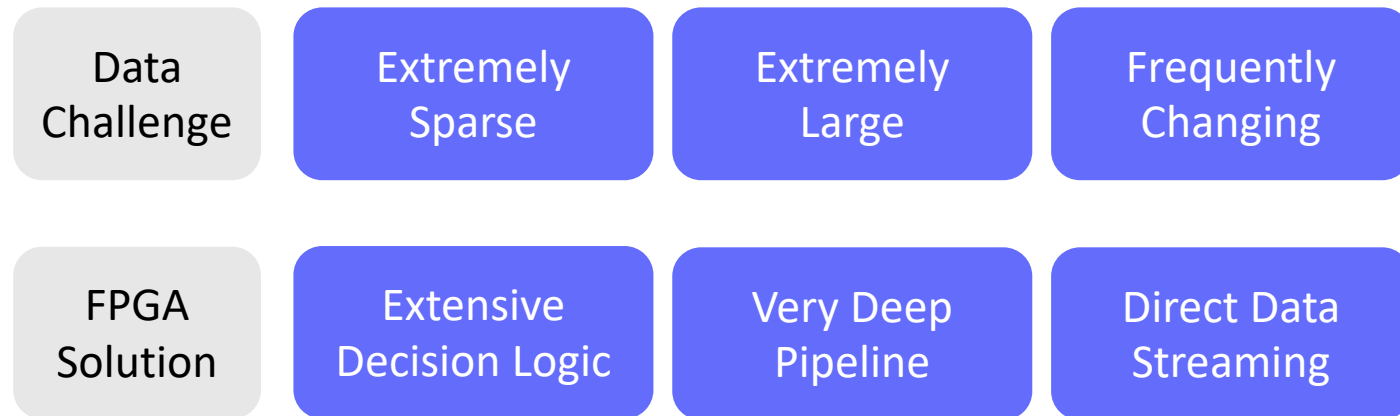 Data
Challenge
Extremely
Sparse
Extremely
Large
Frequently
Changing
FPGA
Solution
Extensive
Decision Logic
Very Deep
Pipeline
Direct Data
Streaming